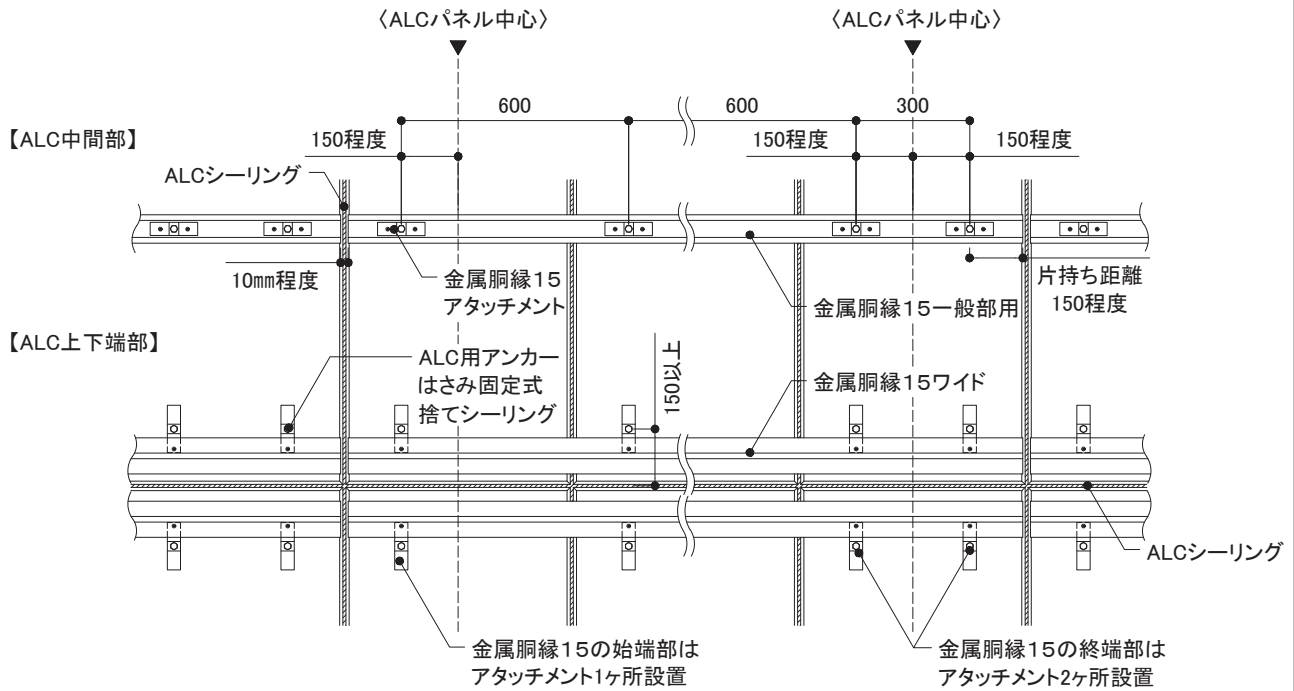 〈ALCパネル中心〉
〈ALCパネル中心〉
600
600
300
【ALC中間部】
150程度
150程度
150程度
ALCシーリング
10mm程度
金属胴縁15
アタッチメント
金属胴縁15一般部用
片持ち距離
150程度
【ALC上下端部】
ALC用アンカー
はさみ固定式
捨てシーリング
150以上
金属胴縁15ワイド
ALCシーリング
金属胴縁15の始端部は
アタッチメント1ヶ所設置
金属胴縁15の終端部は
アタッチメント2ヶ所設置